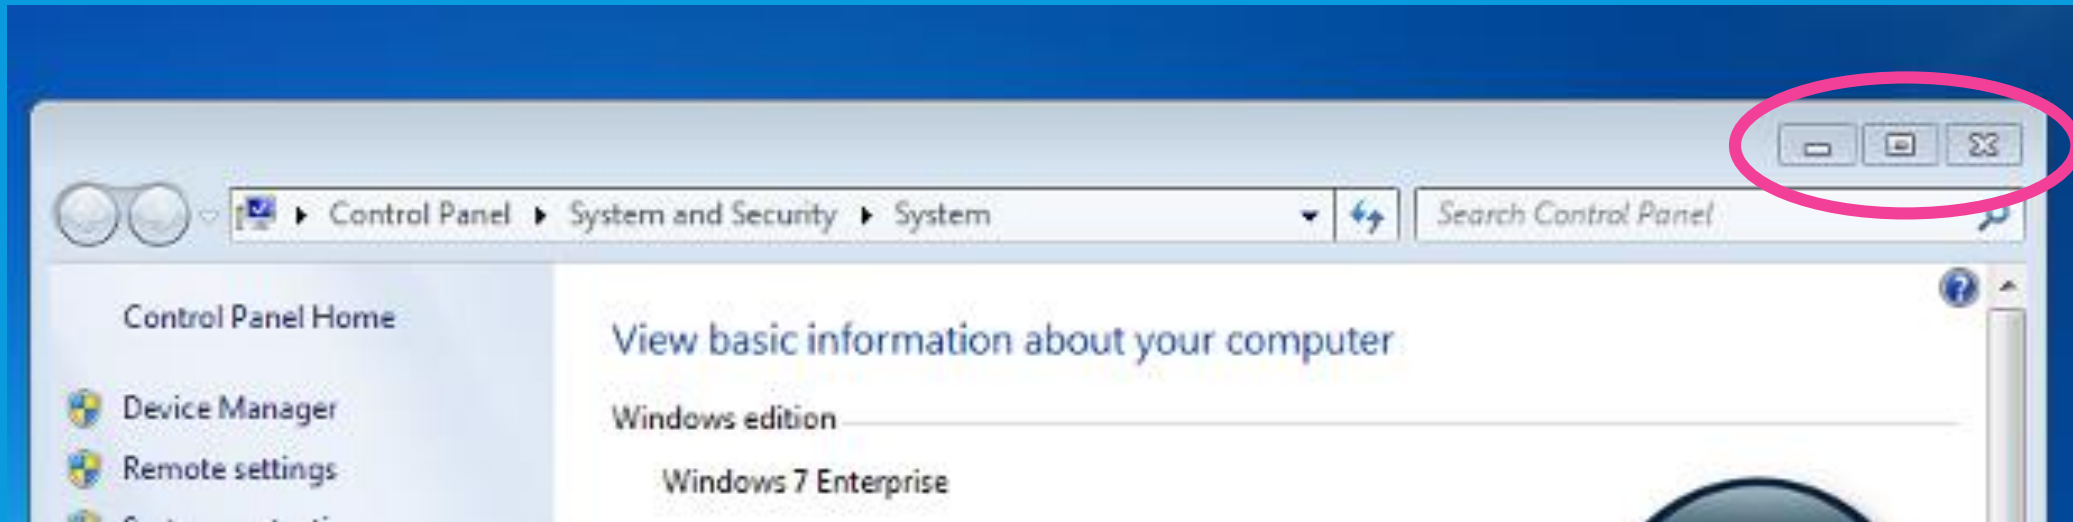 Control Panel System and Security System Search Control Panel
Control Panel Home
View basic information about your computer
Device Manager
Windows edition
Remote settings
Windows 7 Enterprise